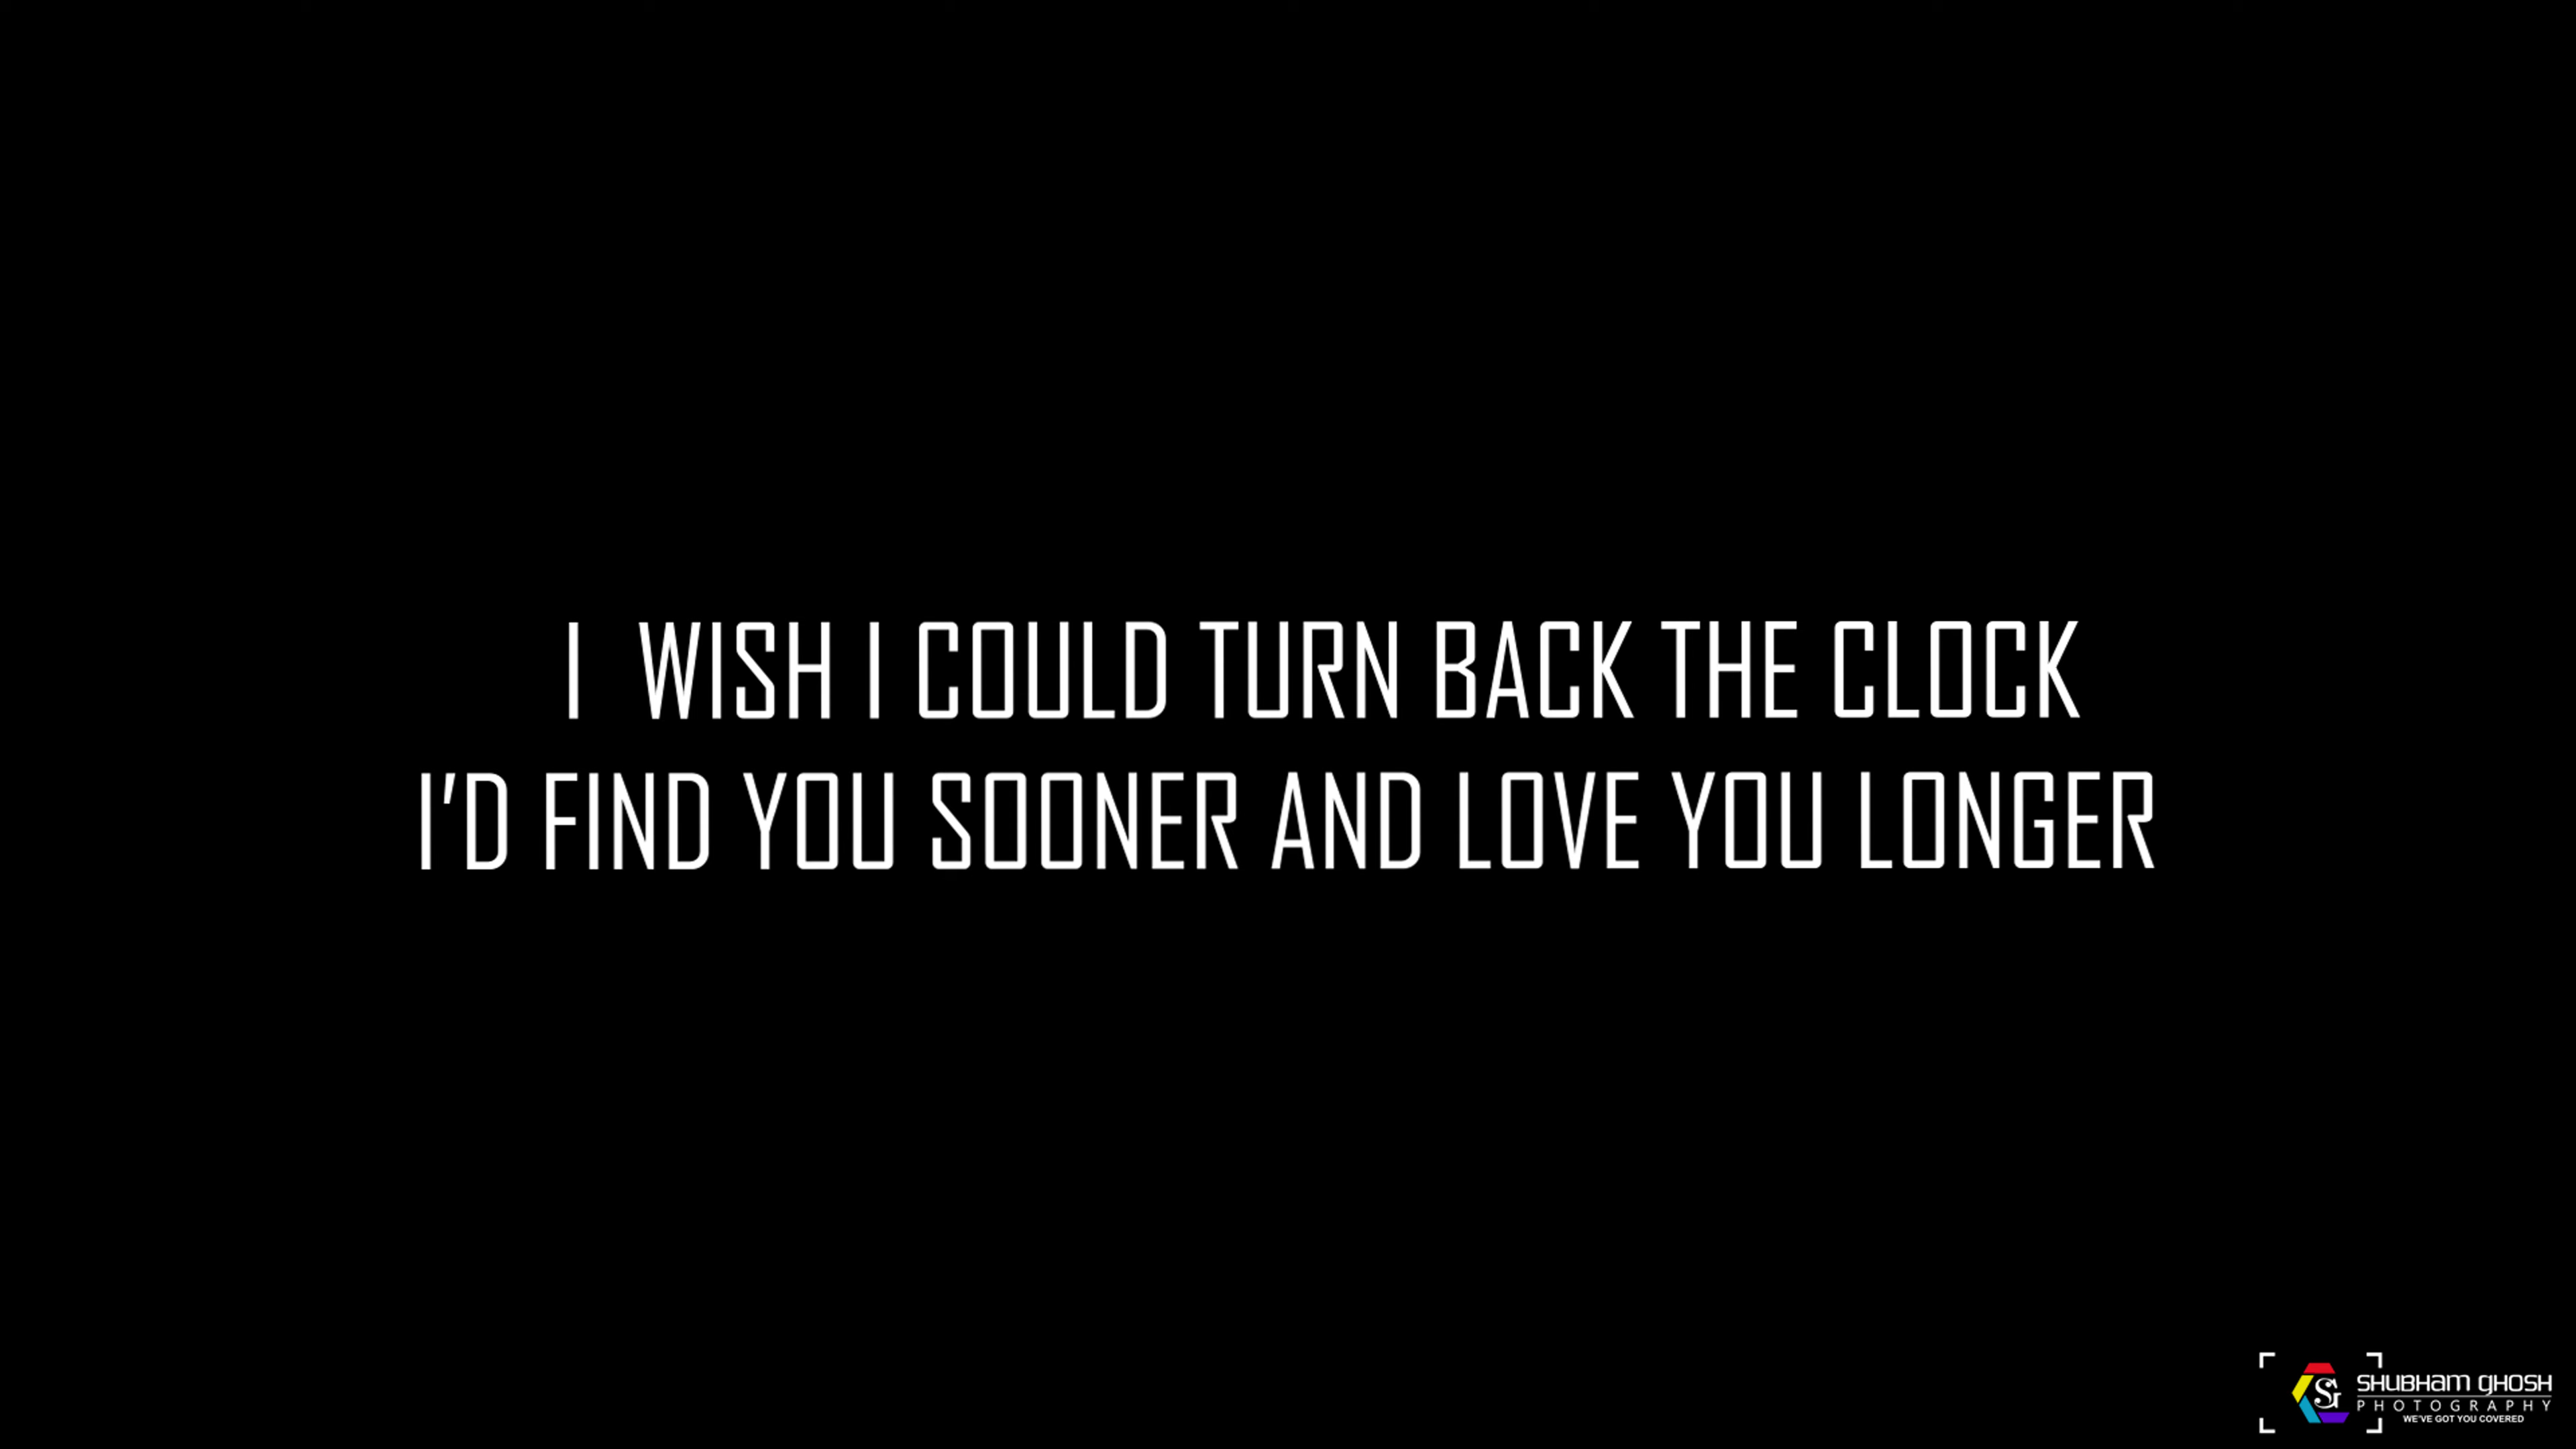 I WISH I COULD TURN BACK THE CLOCK
I'D FIND YOU SOONER AND LOVE YOU LONGER
SG
SHUBHAM GHOSH
PHOTOGRAPHY
WE'VE GOT YOU COVERED